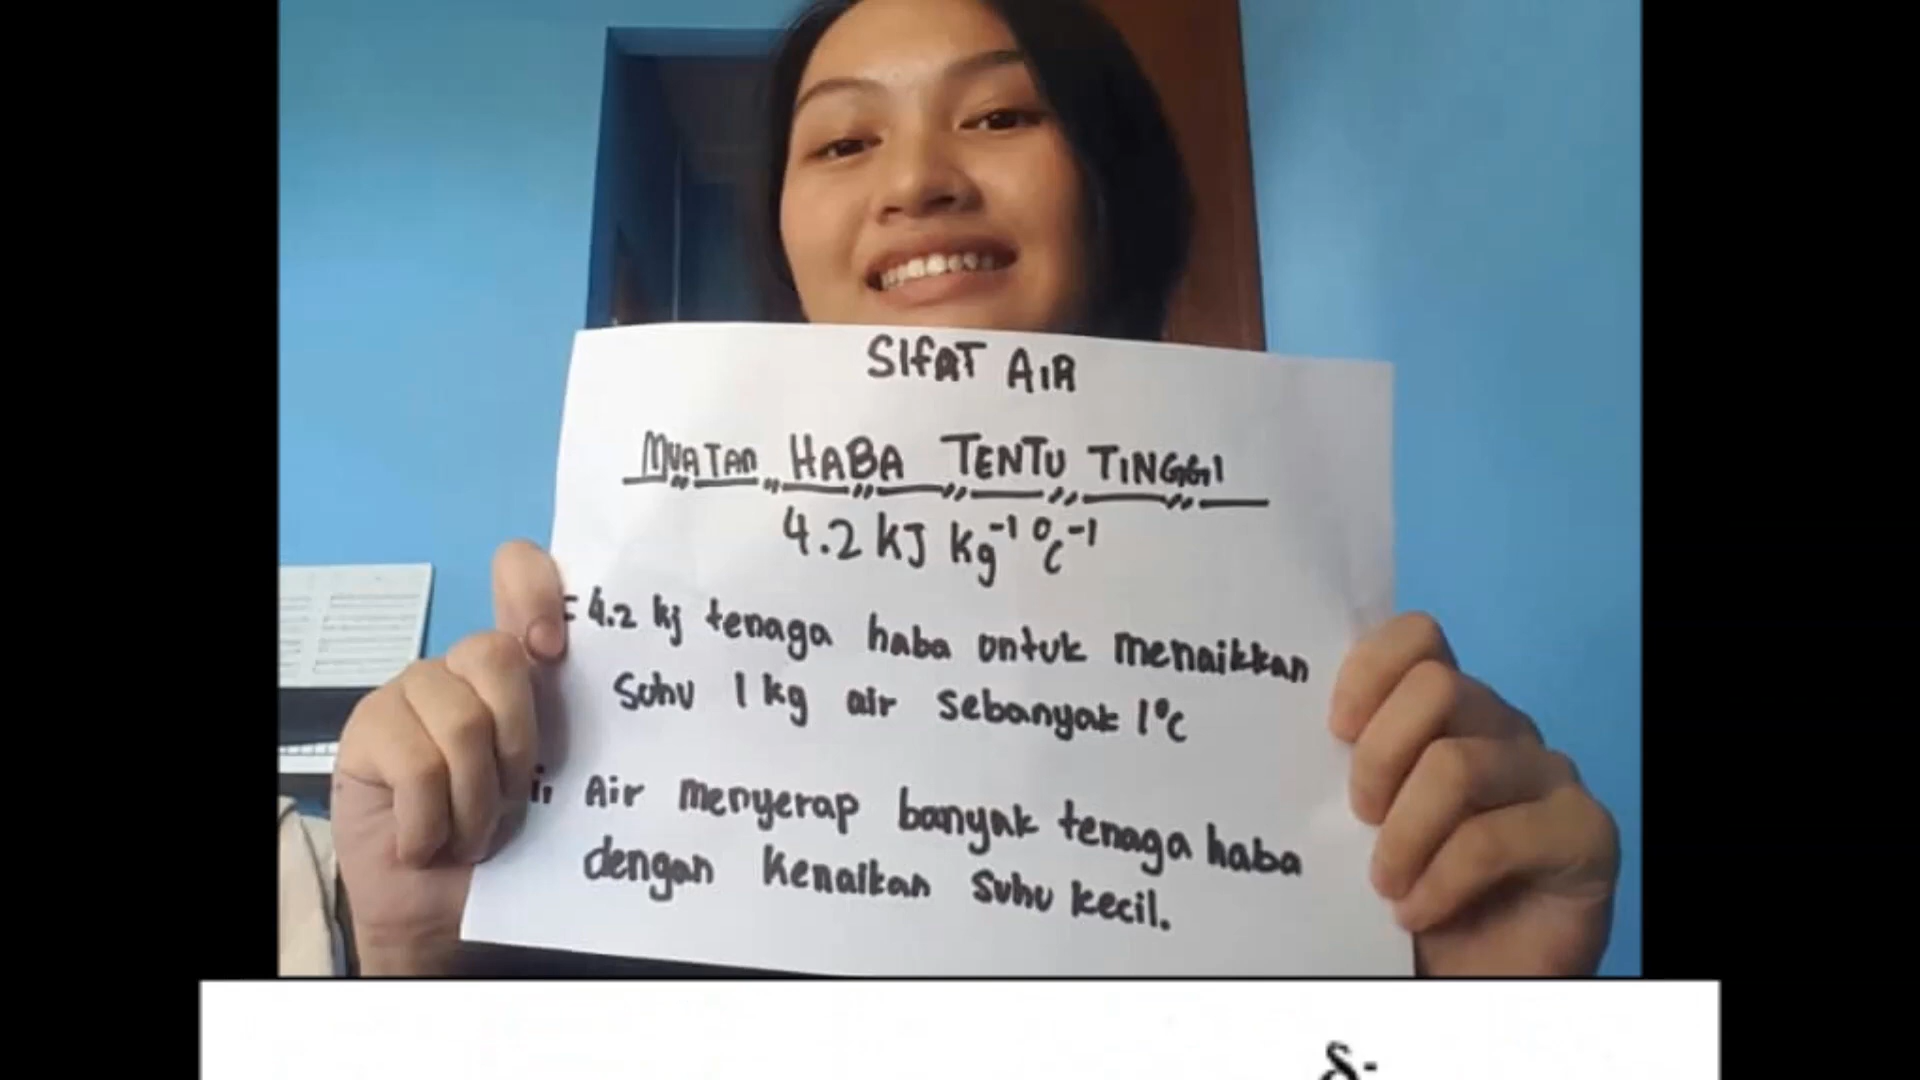 SIFAT AIR
MUATAN HABA TENTU TINGGI
4.2 kJ kg⁻¹ °C⁻¹
= 4.2 kj tenaga haba untuk menaikkan
suhu 1 kg air sebanyak 1°C
i, Air menyerap banyak tenaga haba
dengan kenaikan suhu kecil.
δ-